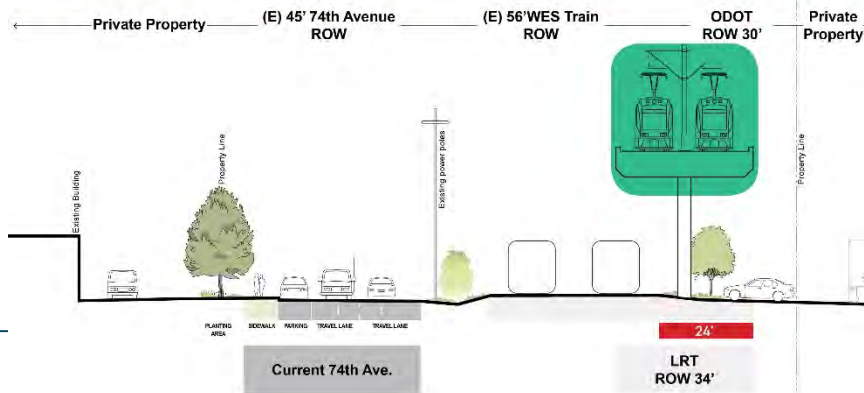 Private Property
(E) 45' 74th Avenue
ROW
(E) 56'WES Train
ROW
ODOT
ROW 30'
Private
Property
Existing Building
Property Line
Existing power poles
Property Line
PLANTING
AREA
SIDEWALK
PARKING
TRAVEL LANE
TRAVEL LANE
24'
Current 74th Ave.
LRT
ROW 34'